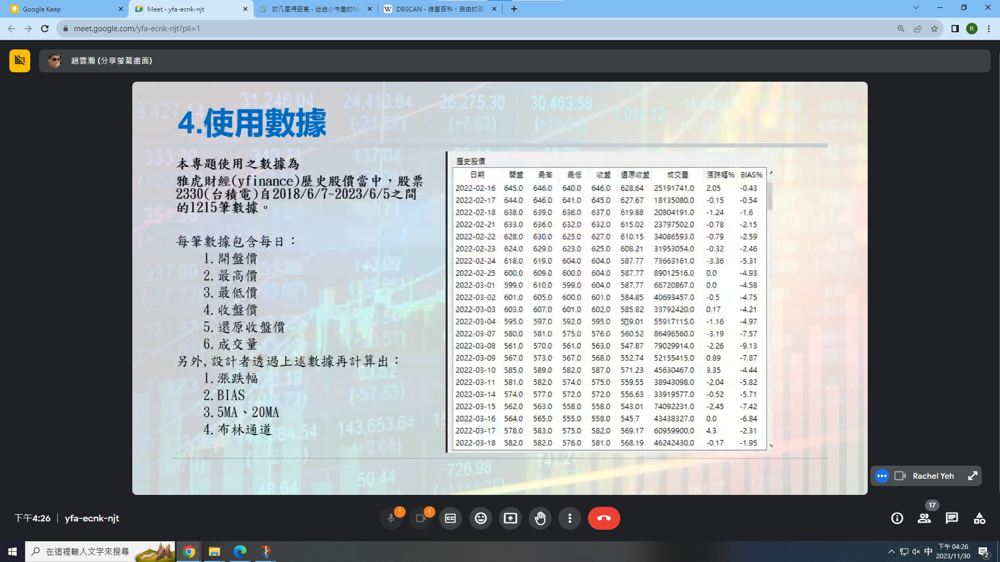 Google Keep
Meet - yfa-ecnk-njt
欧几里得距离 - 迷途小书童的No
DBSCAN - 維基百科，自由的百
meet.google.com/yfa-ecnk-njt?pli=1
R
趙雲瀚 (分享螢幕畫面)
31,246.04 24,413.84 26,275.30 30,463.58
(+7.62)
4.使用數據
本專題使用之數據為
雅虎財經(yfinance)歷史股價當中，股票
2330(台積電)自2018/6/7~2023/6/5之間
的1215筆數據。
每筆數據包含每日：
1.開盤價
2.最高價
3.最低價
4.收盤價
5.還原收盤價
6.成交量
另外,設計者透過上述數據再計算出：
1.漲跌幅
2.BIAS
3.5MA、20MA
4.布林通道
歷史股價
日期 開盤 最高 最低 收盤 還原收盤 成交量 漲跌幅% BIAS%
2022-02-16 645.0 646.0 640.0 646.0 628.64 25191741.0 2.05 -0.43
2022-02-17 644.0 646.0 641.0 645.0 627.67 18135080.0 -0.15 -0.54
2022-02-18 638.0 639.0 636.0 637.0 619.88 20804191.0 -1.24 -1.6
2022-02-21 633.0 636.0 632.0 632.0 615.02 23797502.0 -0.78 -2.15
2022-02-22 628.0 630.0 625.0 627.0 610.15 34086593.0 -0.79 -2.59
2022-02-23 624.0 629.0 623.0 625.0 608.21 31953054.0 -0.32 -2.46
2022-02-24 618.0 619.0 604.0 604.0 587.77 73663161.0 -3.36 -5.31
2022-02-25 600.0 609.0 600.0 604.0 587.77 89012516.0 0.0 -4.93
2022-03-01 599.0 610.0 599.0 604.0 587.77 66720867.0 0.0 -4.58
2022-03-02 601.0 605.0 600.0 601.0 584.85 40693457.0 -0.5 -4.75
2022-03-03 603.0 607.0 601.0 602.0 585.82 33792420.0 0.17 -4.21
2022-03-04 595.0 597.0 592.0 595.0 579.01 55917115.0 -1.16 -4.97
2022-03-07 580.0 581.0 575.0 576.0 560.52 86496560.0 -3.19 -7.57
2022-03-08 561.0 570.0 561.0 563.0 547.87 79029914.0 -2.26 -9.13
2022-03-09 567.0 573.0 567.0 568.0 552.74 52155415.0 0.89 -7.87
2022-03-10 585.0 589.0 582.0 587.0 571.23 45630467.0 3.35 -4.44
2022-03-11 581.0 582.0 574.0 575.0 559.55 38943098.0 -2.04 -5.82
2022-03-14 574.0 577.0 572.0 572.0 556.63 33919577.0 -0.52 -5.71
2022-03-15 562.0 563.0 558.0 558.0 543.01 74092231.0 -2.45 -7.42
2022-03-16 564.0 565.0 555.0 558.0 545.7 43438327.0 0.0 -6.84
2022-03-17 578.0 583.0 575.0 582.0 569.17 60959900.0 4.3 -2.31
2022-03-18 582.0 582.0 576.0 581.0 568.19 46242430.0 -0.17 -1.95
143,653.64
(+0.68)
726.98
50.44
48.64
Rachel Yeh
下午4:26 | yfa-ecnk-njt
17
在這裡輸入文字來搜尋
中
下午 04:26
2023/11/30
2